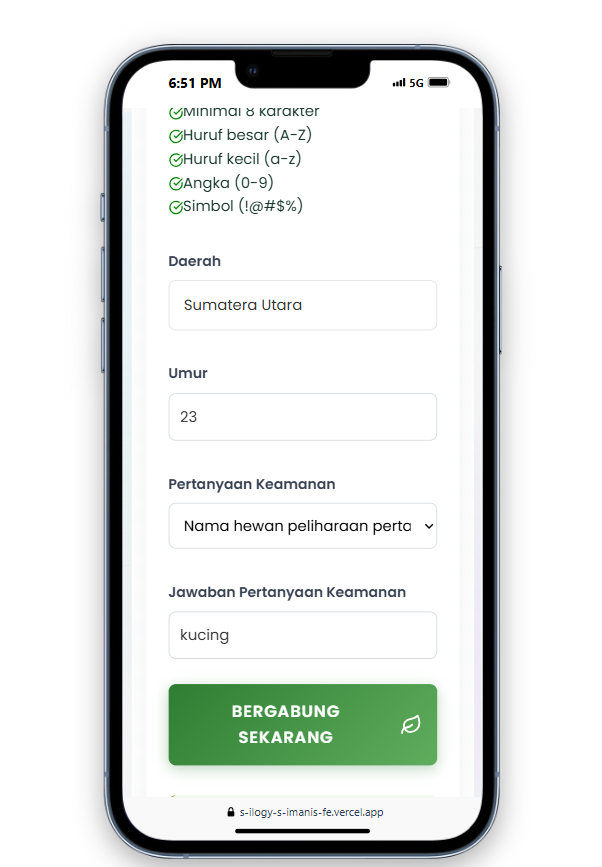 6:51 PM
5G
Minimal 8 karakter
Huruf besar (A-Z)
Huruf kecil (a-z)
Angka (0-9)
Simbol (!@#$%)
Daerah
Sumatera Utara
Umur
23
Pertanyaan Keamanan
Nama hewan peliharaan perta
Jawaban Pertanyaan Keamanan
kucing
BERGABUNG
SEKARANG
s-ilogy-s-imanis-fe.vercel.app